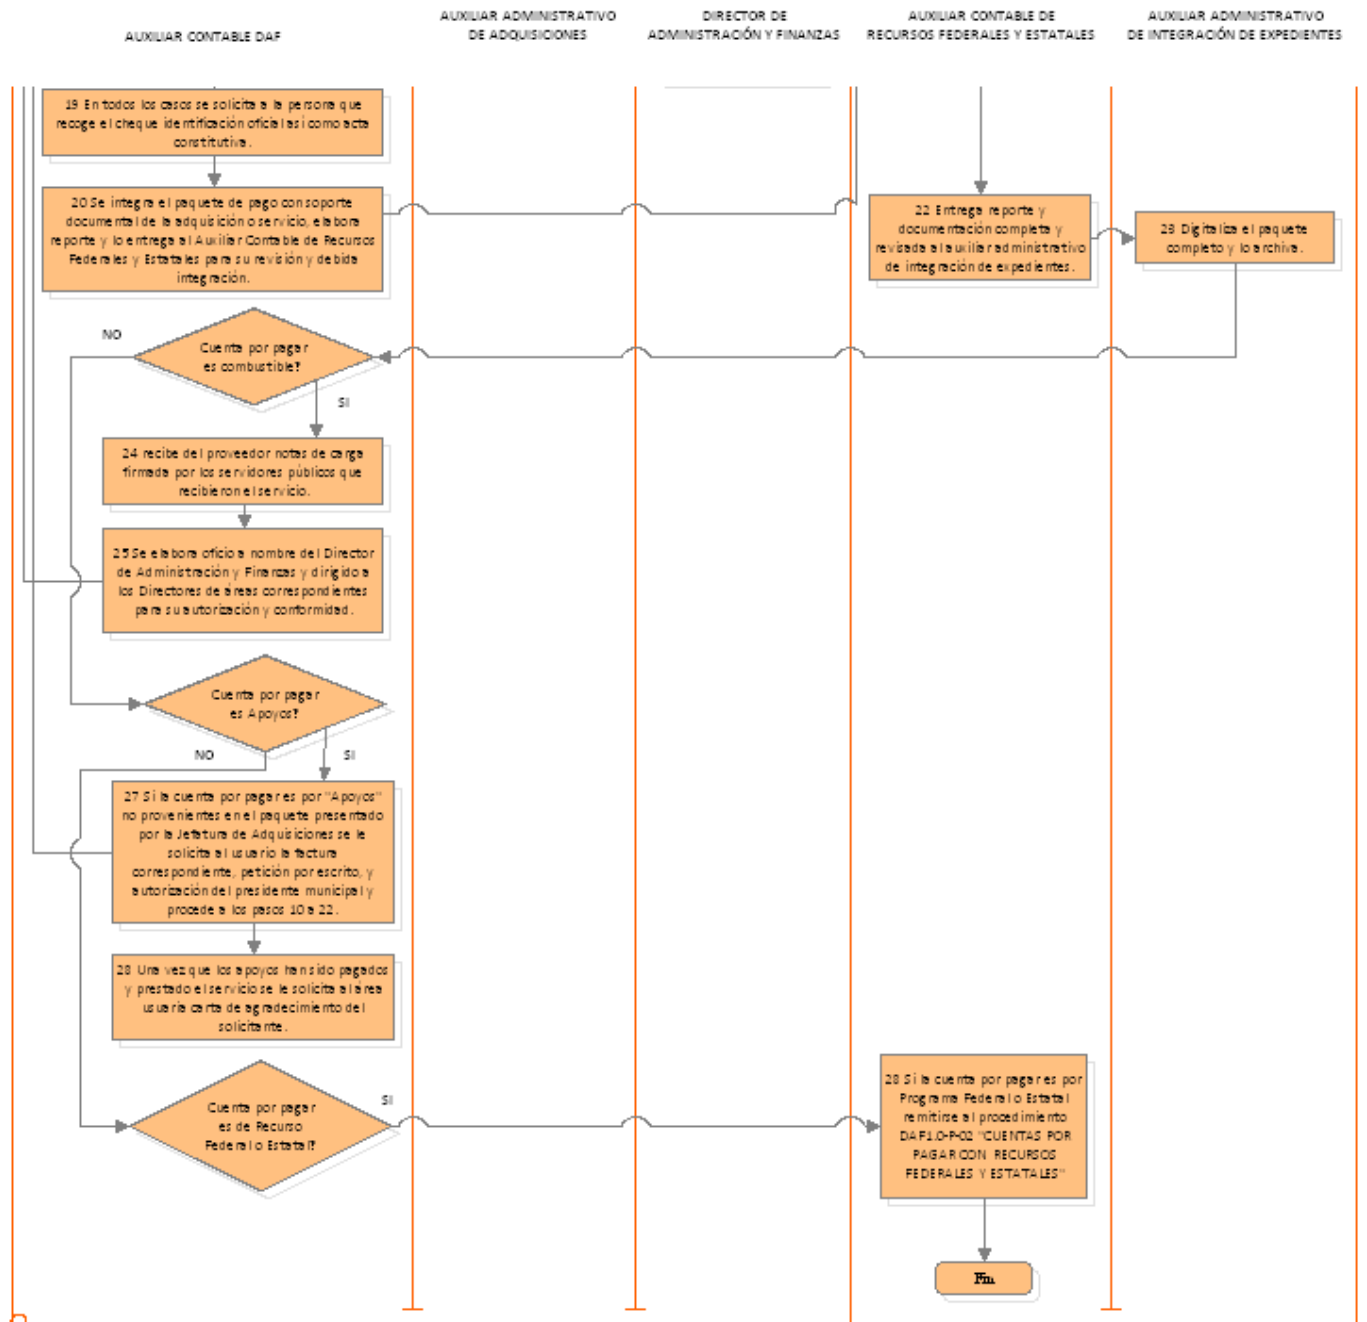 AUXILIAR CONTABLE DAF
AUXILIAR ADMINISTRATIVO
DE ADQUISICIONES
DIRECTOR DE
ADMINISTRACIÓN Y FINANZAS
AUXILIAR CONTABLE DE
RECURSOS FEDERALES Y ESTATALES
AUXILIAR ADMINISTRATIVO
DE INTEGRACIÓN DE EXPEDIENTES
19 En todos los casos se solicita a la persona que
recoge el cheque identificación oficial así como acta
constitutiva.
20 Se integra el paquete de pago con soporte
documental de la adquisición o servicio, elabora
reporte y lo entrega al Auxiliar Contable de Recursos
Federales y Estatales para su revisión y debida
integración.
22 Entrega reporte y
documentación completa y
revisada al auxiliar administrativo
de integración de expedientes.
23 Digitaliza el paquete
completo y lo archiva.
NO
Cuenta por pagar
es combustible?
SI
24 recibe del proveedor notas de carga
firmada por los servidores públicos que
recibieron el servicio.
25 Se elabora oficio a nombre del Director
de Administración y Finanzas y dirigido a
los Directores de áreas correspondientes
para su autorización y conformidad.
Cuenta por pagar
es Apoyos?
NO
SI
27 Si la cuenta por pagar es por "Apoyos"
no provenientes en el paquete presentado
por la Jefatura de Adquisiciones se le
solicita al usuario la factura
correspondiente, petición por escrito, y
autorización del presidente municipal y
procede a los pasos 10 a 22.
28 Una vez que los apoyos han sido pagados
y prestado el servicio se le solicita al área
usuaria carta de agradecimiento del
solicitante.
Cuenta por pagar
es de Recurso
Federal o Estatal?
SI
28 Si la cuenta por pagar es por
Programa Federal o Estatal
remitirse al procedimiento
DAF1.0-P-02 "CUENTAS POR
PAGAR CON RECURSOS
FEDERALES Y ESTATALES"
Fin